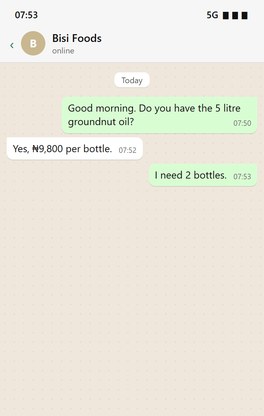 07:53
5G
‹
B
Bisi Foods
online
Today
Good morning. Do you have the 5 litre
groundnut oil?
07:50
Yes, ₦9,800 per bottle.
07:52
I need 2 bottles.
07:53